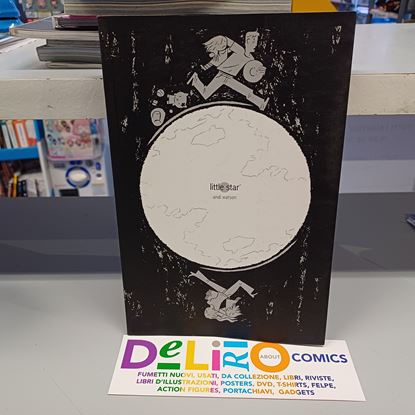 little star
andi watson
DeLiRiO ABOUT COMICS
FUMETTI NUOVI, USATI, DA COLLEZIONE, LIBRI, RIVISTE,
LIBRI D'ILLUSTRAZIONI, POSTERS, DVD, T-SHIRTS, FELPE,
ACTION FIGURES, PORTACHIAVI, GADGETS